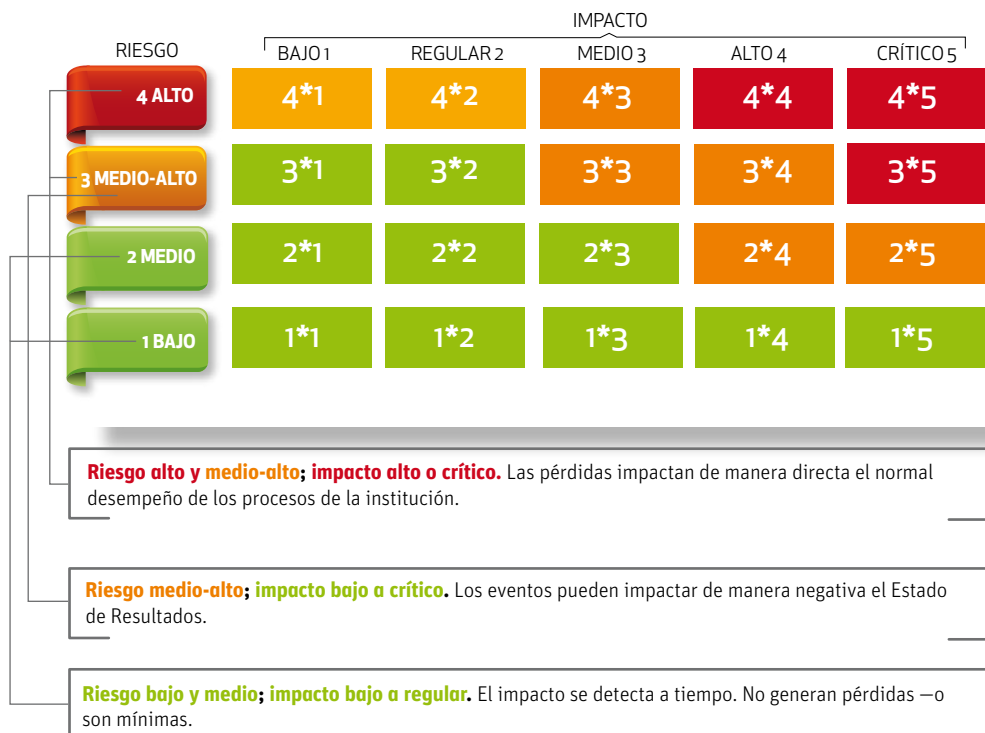 IMPACTO
RIESGO BAJO 1 REGULAR 2 MEDIO 3 ALTO 4 CRÍTICO 5
4 ALTO 4*1 4*2 4*3 4*4 4*5
3 MEDIO-ALTO 3*1 3*2 3*3 3*4 3*5
2 MEDIO 2*1 2*2 2*3 2*4 2*5
1 BAJO 1*1 1*2 1*3 1*4 1*5
Riesgo alto y medio-alto; impacto alto o crítico. Las pérdidas impactan de manera directa el normal
desempeño de los procesos de la institución.
Riesgo medio-alto; impacto bajo a crítico. Los eventos pueden impactar de manera negativa el Estado
de Resultados.
Riesgo bajo y medio; impacto bajo a regular. El impacto se detecta a tiempo. No generan pérdidas —o
son mínimas.